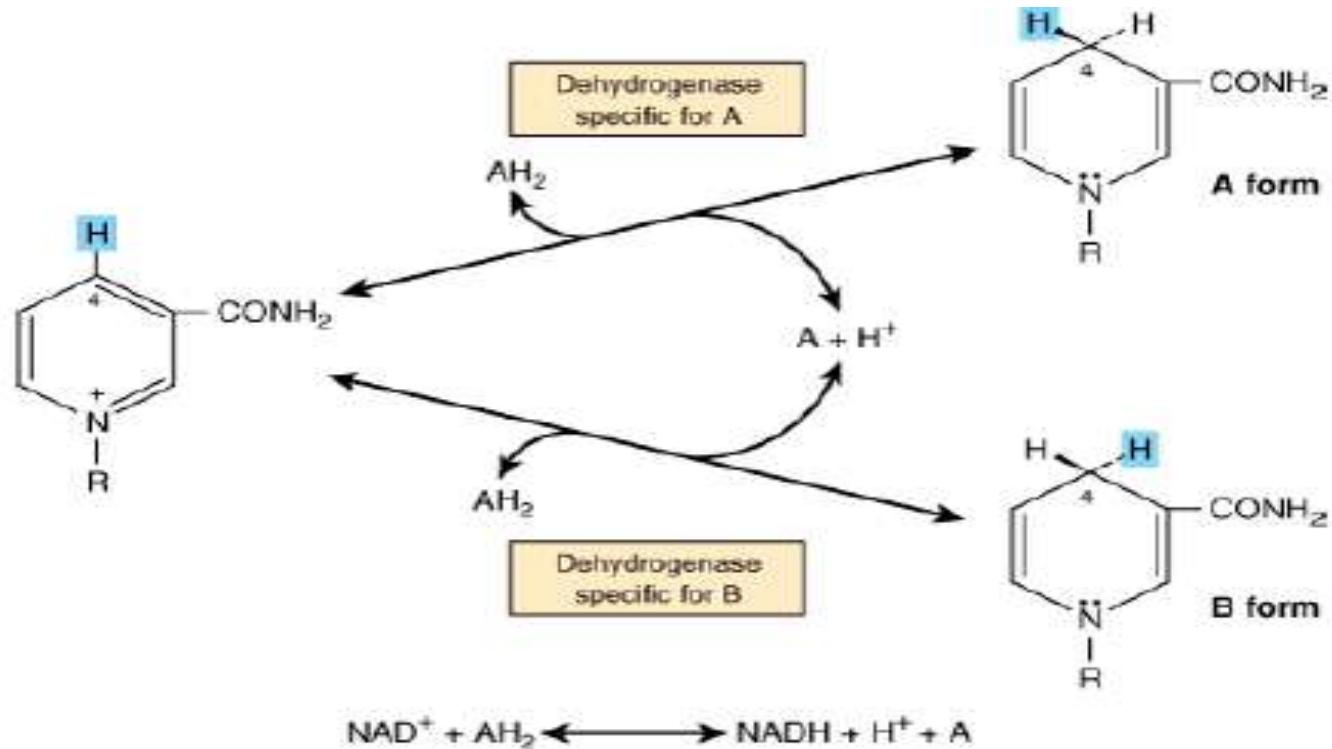 H H
4
CONH₂
N
R
A form
Dehydrogenase
specific for A
AH₂
H
4
CONH₂
N
+
R
A + H⁺
AH₂
Dehydrogenase
specific for B
H H
4
CONH₂
N
R
B form
NAD⁺ + AH₂ ⟷ NADH + H⁺ + A